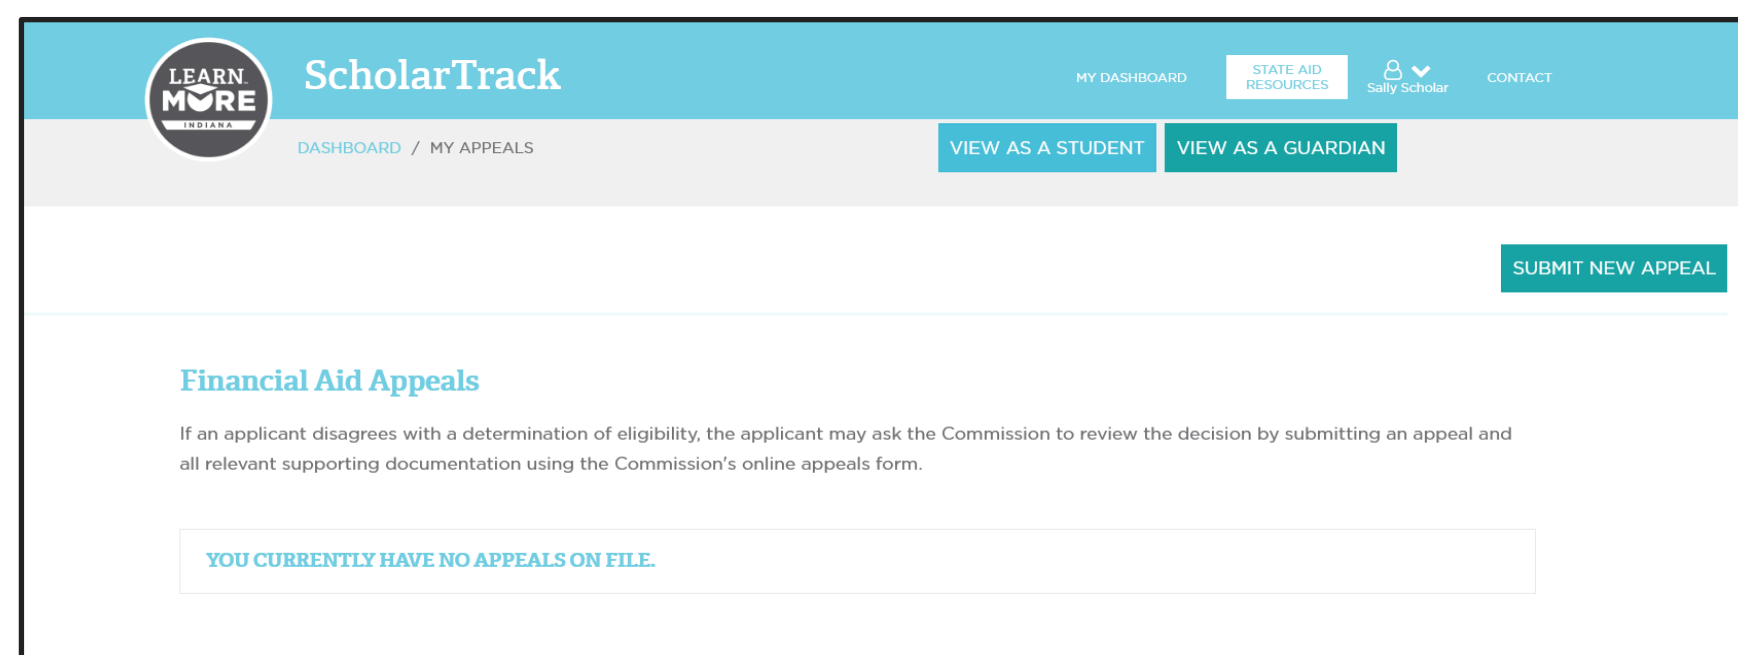 LEARN
MORE
INDIANA
ScholarTrack
MY DASHBOARD
STATE AID
RESOURCES
Sally Scholar
CONTACT
DASHBOARD / MY APPEALS
VIEW AS A STUDENT
VIEW AS A GUARDIAN
SUBMIT NEW APPEAL
Financial Aid Appeals
If an applicant disagrees with a determination of eligibility, the applicant may ask the Commission to review the decision by submitting an appeal and
all relevant supporting documentation using the Commission's online appeals form.
YOU CURRENTLY HAVE NO APPEALS ON FILE.